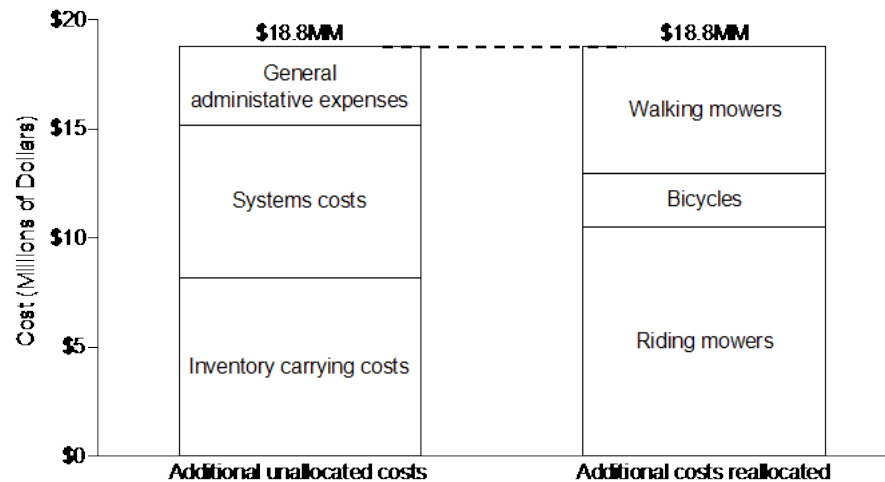 Cost (Millions of Dollars)
$20
$15
$10
$5
$0
$18.8MM
General
administative expenses
Systems costs
Inventory carrying costs
Additional unallocated costs
$18.8MM
Walking mowers
Bicycles
Riding mowers
Additional costs reallocated